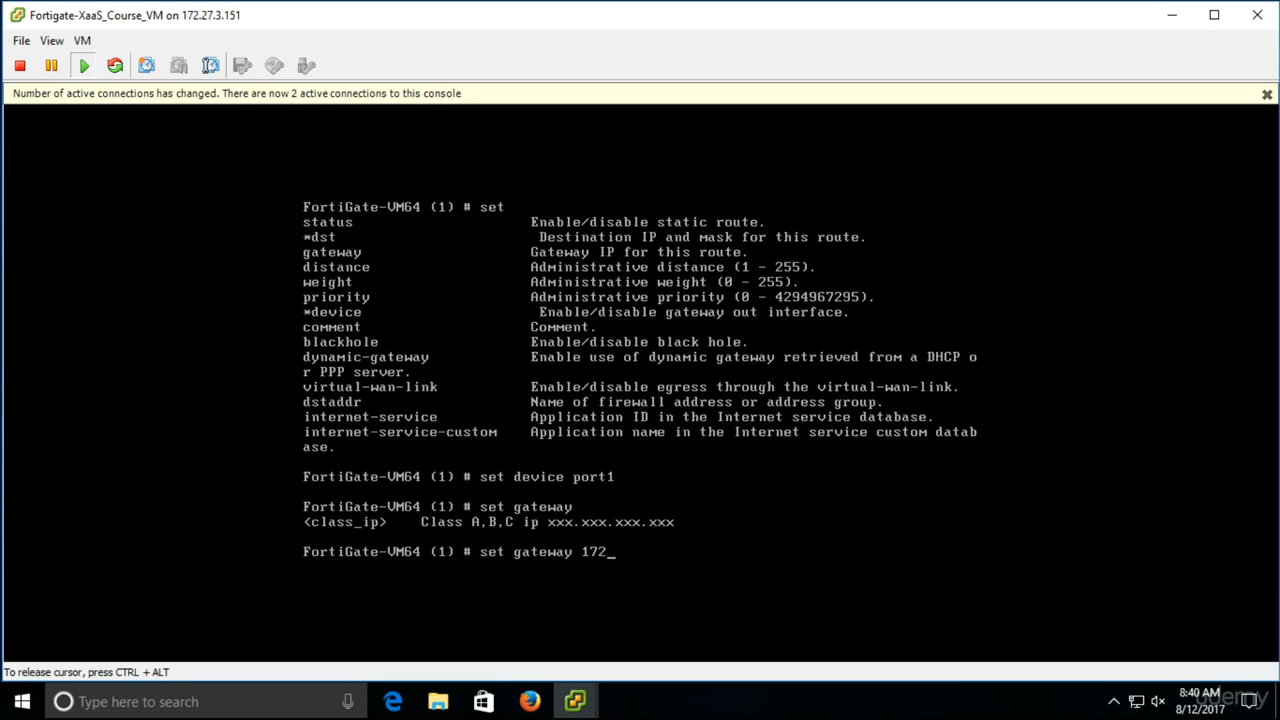 Fortigate-XaaS_Course_VM on 172.27.3.151
File View VM
Number of active connections has changed. There are now 2 active connections to this console
FortiGate-VM64 (1) # set
status Enable/disable static route.
*dst Destination IP and mask for this route.
gateway Gateway IP for this route.
distance Administrative distance (1 - 255).
weight Administrative weight (0 - 255).
priority Administrative priority (0 - 4294967295).
*device Enable/disable gateway out interface.
comment Comment.
blackhole Enable/disable black hole.
dynamic-gateway Enable use of dynamic gateway retrieved from a DHCP o
r PPP server.
virtual-wan-link Enable/disable egress through the virtual-wan-link.
dstaddr Name of firewall address or address group.
internet-service Application ID in the Internet service database.
internet-service-custom Application name in the Internet service custom datab
ase.
FortiGate-VM64 (1) # set device port1
FortiGate-VM64 (1) # set gateway
<class_ip> Class A,B,C ip xxx.xxx.xxx.xxx
FortiGate-VM64 (1) # set gateway 172_
To release cursor, press CTRL + ALT
Type here to search
8:40 AM
8/12/2017
udemy